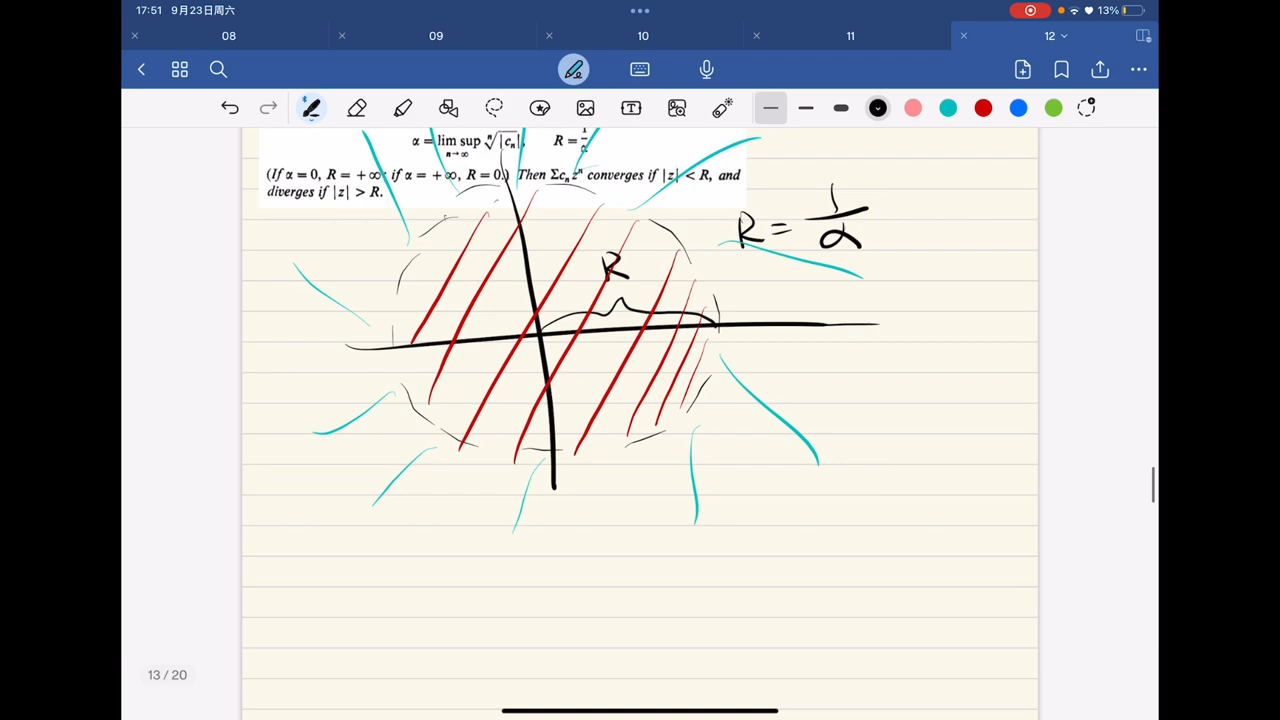 17:51 9月23日周六
13%
08 09 10 11 12
α = lim sup ⁿ√|cₙ|, R = 1/α
n→∞
(If α = 0, R = +∞; if α = +∞, R = 0.) Then Σcₙzⁿ converges if |z| < R, and
diverges if |z| > R.
R = 1/α
R
13 / 20